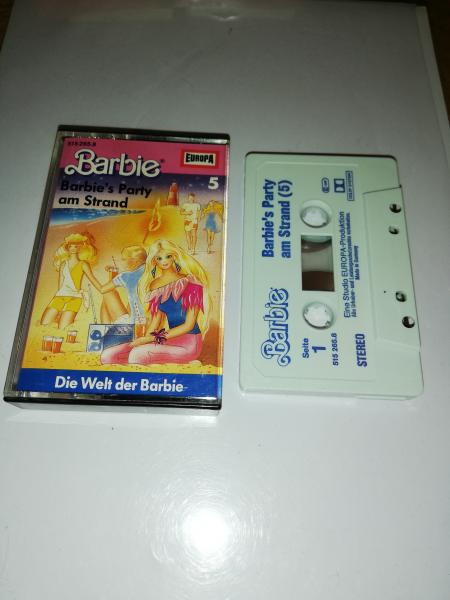 515 265.8
Barbie®
EUROPA
5
Barbie's Party
am Strand
Die Welt der Barbie
Barbie's Party
am Strand (5)
Barbie
Seite
1
515 265.8
STEREO
Eine Studio EUROPA-Produktion
Made in Germany